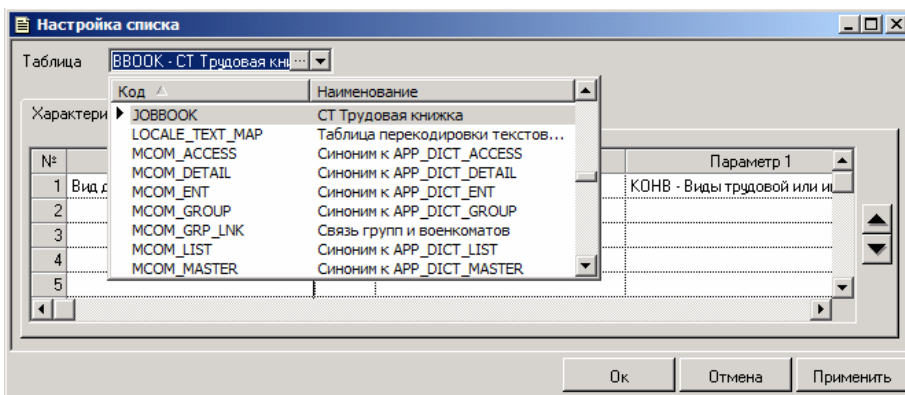 Настройка списка
Таблица BBOOK - СТ Трудовая кни ...
Код Наименование
Характери
JOBBOOK СТ Трудовая книжка
LOCALE_TEXT_MAP Таблица перекодировки текстов...
№ MCOM_ACCESS Синоним к APP_DICT_ACCESS Параметр 1
MCOM_DETAIL Синоним к APP_DICT_DETAIL
1 Вид д MCOM_ENT Синоним к APP_DICT_ENT КОНВ - Виды трудовой или и
2 MCOM_GROUP Синоним к APP_DICT_GROUP
3 MCOM_GRP_LNK Связь групп и военкоматов
4 MCOM_LIST Синоним к APP_DICT_LIST
MCOM_MASTER Синоним к APP_DICT_MASTER
5
Ок Отмена Применить